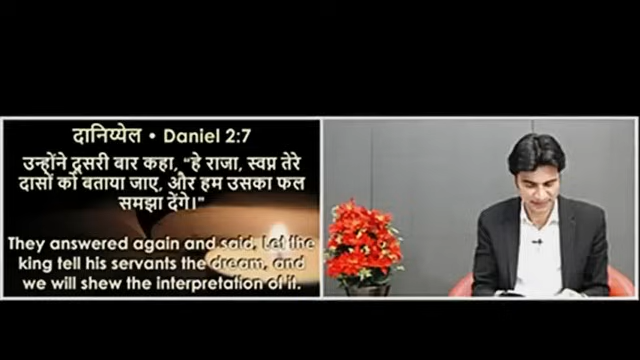 दानिय्येल • Daniel 2:7
उन्होंने दूसरी बार कहा, “हे राजा, स्वप्न तेरे
दासों को बताया जाए, और हम उसका फल
समझा देंगे।”
They answered again and said, Let the
king tell his servants the dream, and
we will shew the interpretation of it.